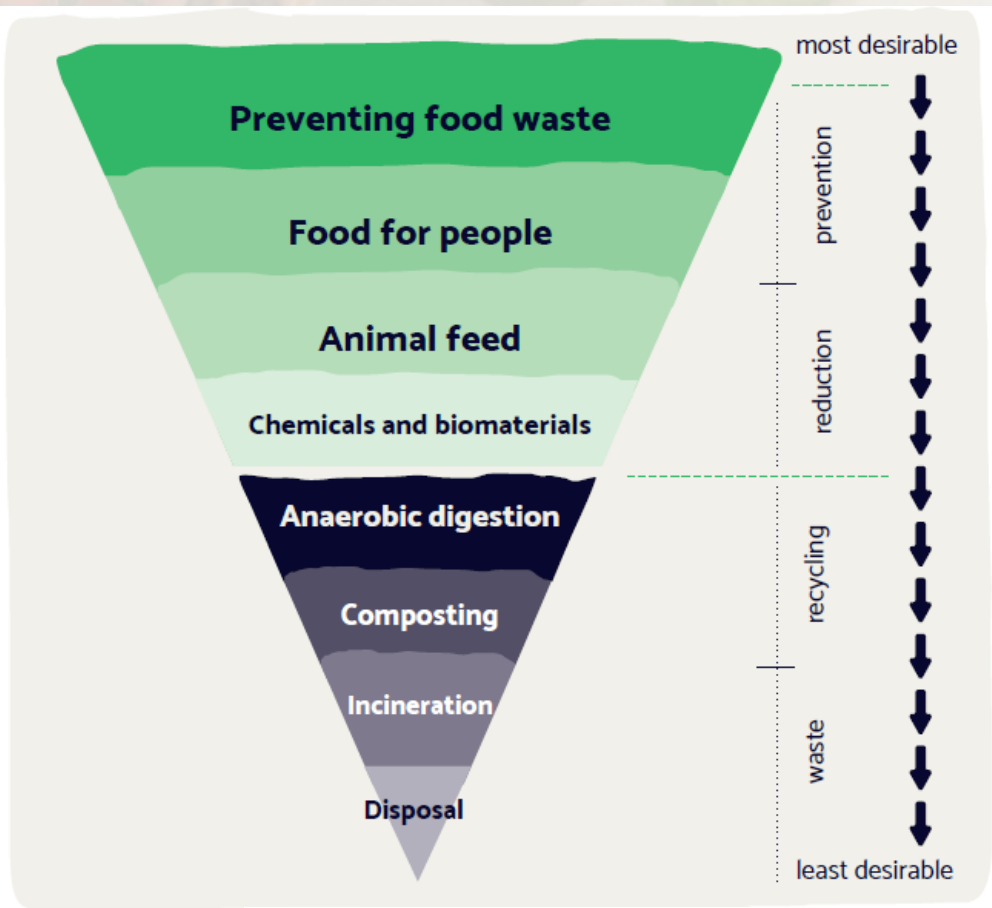 most desirable
Preventing food waste
prevention
Food for people
Animal feed
reduction
Chemicals and biomaterials
Anaerobic digestion
recycling
Composting
Incineration
waste
Disposal
least desirable